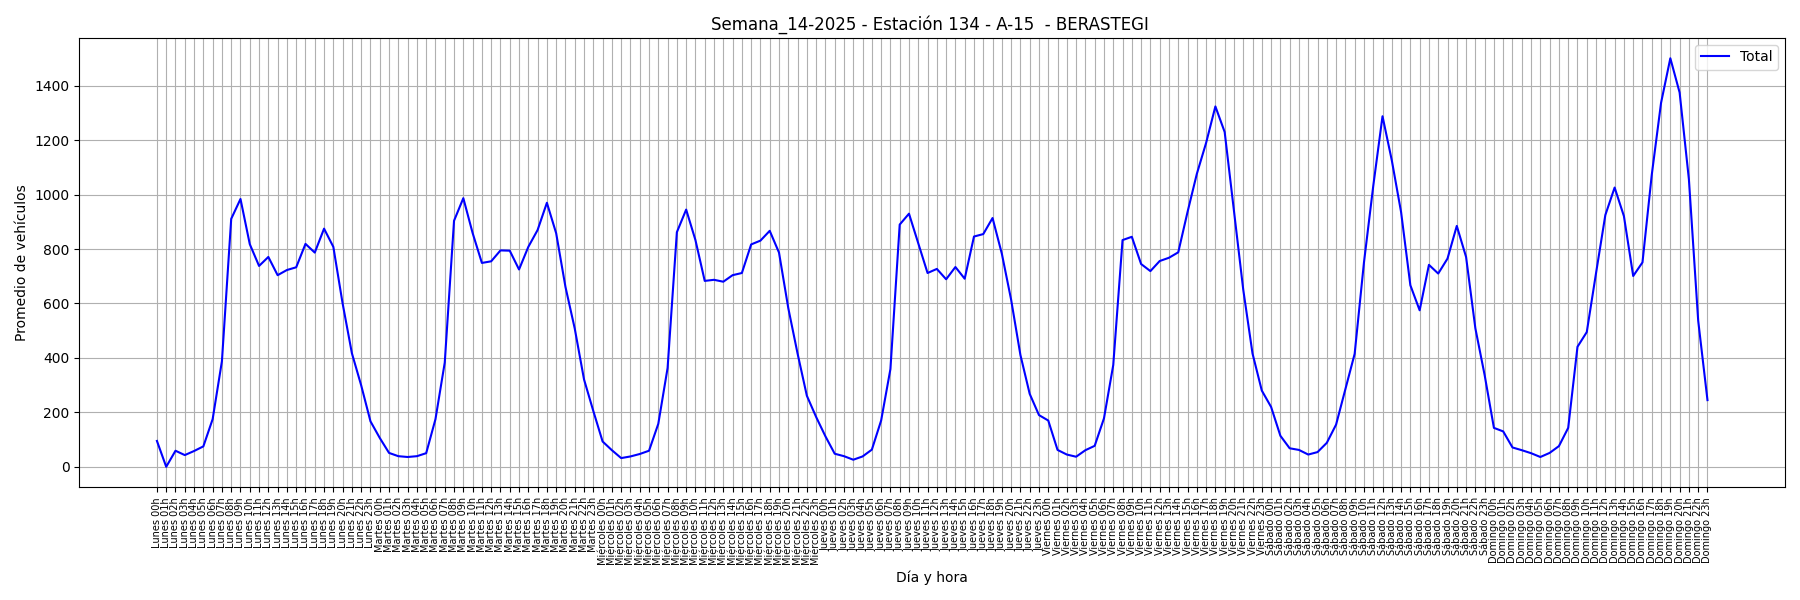 Semana_14-2025 - Estación 134 - A-15 - BERASTEGI
Total
Promedio de vehículos
1400
1200
1000
800
600
400
200
0
Lunes 00h
Lunes 01h
Lunes 02h
Lunes 03h
Lunes 04h
Lunes 05h
Lunes 06h
Lunes 07h
Lunes 08h
Lunes 09h
Lunes 10h
Lunes 11h
Lunes 12h
Lunes 13h
Lunes 14h
Lunes 15h
Lunes 16h
Lunes 17h
Lunes 18h
Lunes 19h
Lunes 20h
Lunes 21h
Lunes 22h
Lunes 23h
Martes 00h
Martes 01h
Martes 02h
Martes 03h
Martes 04h
Martes 05h
Martes 06h
Martes 07h
Martes 08h
Martes 09h
Martes 10h
Martes 11h
Martes 12h
Martes 13h
Martes 14h
Martes 15h
Martes 16h
Martes 17h
Martes 18h
Martes 19h
Martes 20h
Martes 21h
Martes 22h
Martes 23h
Miércoles 00h
Miércoles 01h
Miércoles 02h
Miércoles 03h
Miércoles 04h
Miércoles 05h
Miércoles 06h
Miércoles 07h
Miércoles 08h
Miércoles 09h
Miércoles 10h
Miércoles 11h
Miércoles 12h
Miércoles 13h
Miércoles 14h
Miércoles 15h
Miércoles 16h
Miércoles 17h
Miércoles 18h
Miércoles 19h
Miércoles 20h
Miércoles 21h
Miércoles 22h
Miércoles 23h
Jueves 00h
Jueves 01h
Jueves 02h
Jueves 03h
Jueves 04h
Jueves 05h
Jueves 06h
Jueves 07h
Jueves 08h
Jueves 09h
Jueves 10h
Jueves 11h
Jueves 12h
Jueves 13h
Jueves 14h
Jueves 15h
Jueves 16h
Jueves 17h
Jueves 18h
Jueves 19h
Jueves 20h
Jueves 21h
Jueves 22h
Jueves 23h
Viernes 00h
Viernes 01h
Viernes 02h
Viernes 03h
Viernes 04h
Viernes 05h
Viernes 06h
Viernes 07h
Viernes 08h
Viernes 09h
Viernes 10h
Viernes 11h
Viernes 12h
Viernes 13h
Viernes 14h
Viernes 15h
Viernes 16h
Viernes 17h
Viernes 18h
Viernes 19h
Viernes 20h
Viernes 21h
Viernes 22h
Viernes 23h
Sábado 00h
Sábado 01h
Sábado 02h
Sábado 03h
Sábado 04h
Sábado 05h
Sábado 06h
Sábado 07h
Sábado 08h
Sábado 09h
Sábado 10h
Sábado 11h
Sábado 12h
Sábado 13h
Sábado 14h
Sábado 15h
Sábado 16h
Sábado 17h
Sábado 18h
Sábado 19h
Sábado 20h
Sábado 21h
Sábado 22h
Sábado 23h
Domingo 00h
Domingo 01h
Domingo 02h
Domingo 03h
Domingo 04h
Domingo 05h
Domingo 06h
Domingo 07h
Domingo 08h
Domingo 09h
Domingo 10h
Domingo 11h
Domingo 12h
Domingo 13h
Domingo 14h
Domingo 15h
Domingo 16h
Domingo 17h
Domingo 18h
Domingo 19h
Domingo 20h
Domingo 21h
Domingo 22h
Domingo 23h
Día y hora